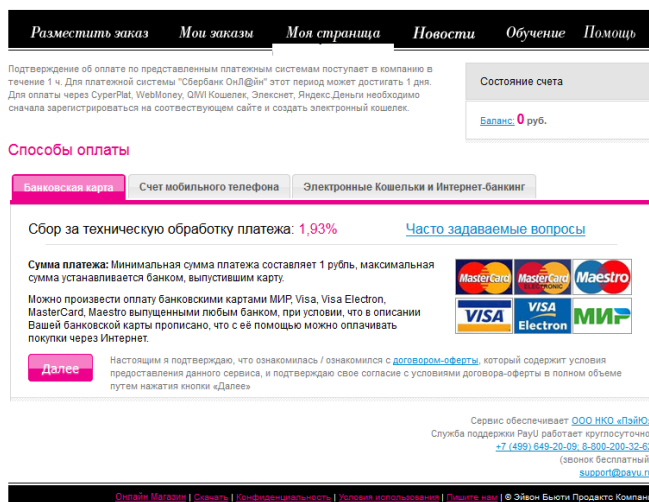 Разместить заказ Мои заказы Моя страница Новости Обучение Помощь
Подтверждение об оплате по представленным платежным системам поступает в компанию в
течение 1 ч. Для платежной системы "Сбербанк ОнЛ@йн" этот период может достигать 1 дня.
Для оплаты через CyperPlat, WebMoney, QIWI Кошелек, Элекснет, Яндекс.Деньги необходимо
сначала зарегистрироваться на соотвествующем сайте и создать электронный кошелек.
Состояние счета
Баланс: 0 руб.
Способы оплаты
Банковская карта Счет мобильного телефона Электронные Кошельки и Интернет-банкинг
Сбор за техническую обработку платежа: 1,93% Часто задаваемые вопросы
Сумма платежа: Минимальная сумма платежа составляет 1 рубль, максимальная
сумма устанавливается банком, выпустившим карту.
Можно произвести оплату банковскими картами МИР, Visa, Visa Electron,
MasterCard, Maestro выпущенными любым банком, при условии, что в описании
Вашей банковской карты прописано, что с её помощью можно оплачивать
покупки через Интернет.
MasterCard MasterCard ELECTRONIC Maestro
VISA VISA Electron МИР
Далее
Настоящим я подтверждаю, что ознакомилась / ознакомился с договором-оферты, который содержит условия
предоставления данного сервиса, и подтверждаю свое согласие с условиями договора-оферты в полном объеме
путем нажатия кнопки «Далее»
Сервис обеспечивает ООО НКО «ПэйЮ»
Служба поддержки PayU работает круглосуточно
+7 (499) 649-20-09; 8-800-200-32-63
(звонок бесплатный
support@payu.ru
Онлайн Магазин | Скачать | Конфиденциальность | Условия использования | Пишите нам | © Эйвон Бьюти Продактс Компани